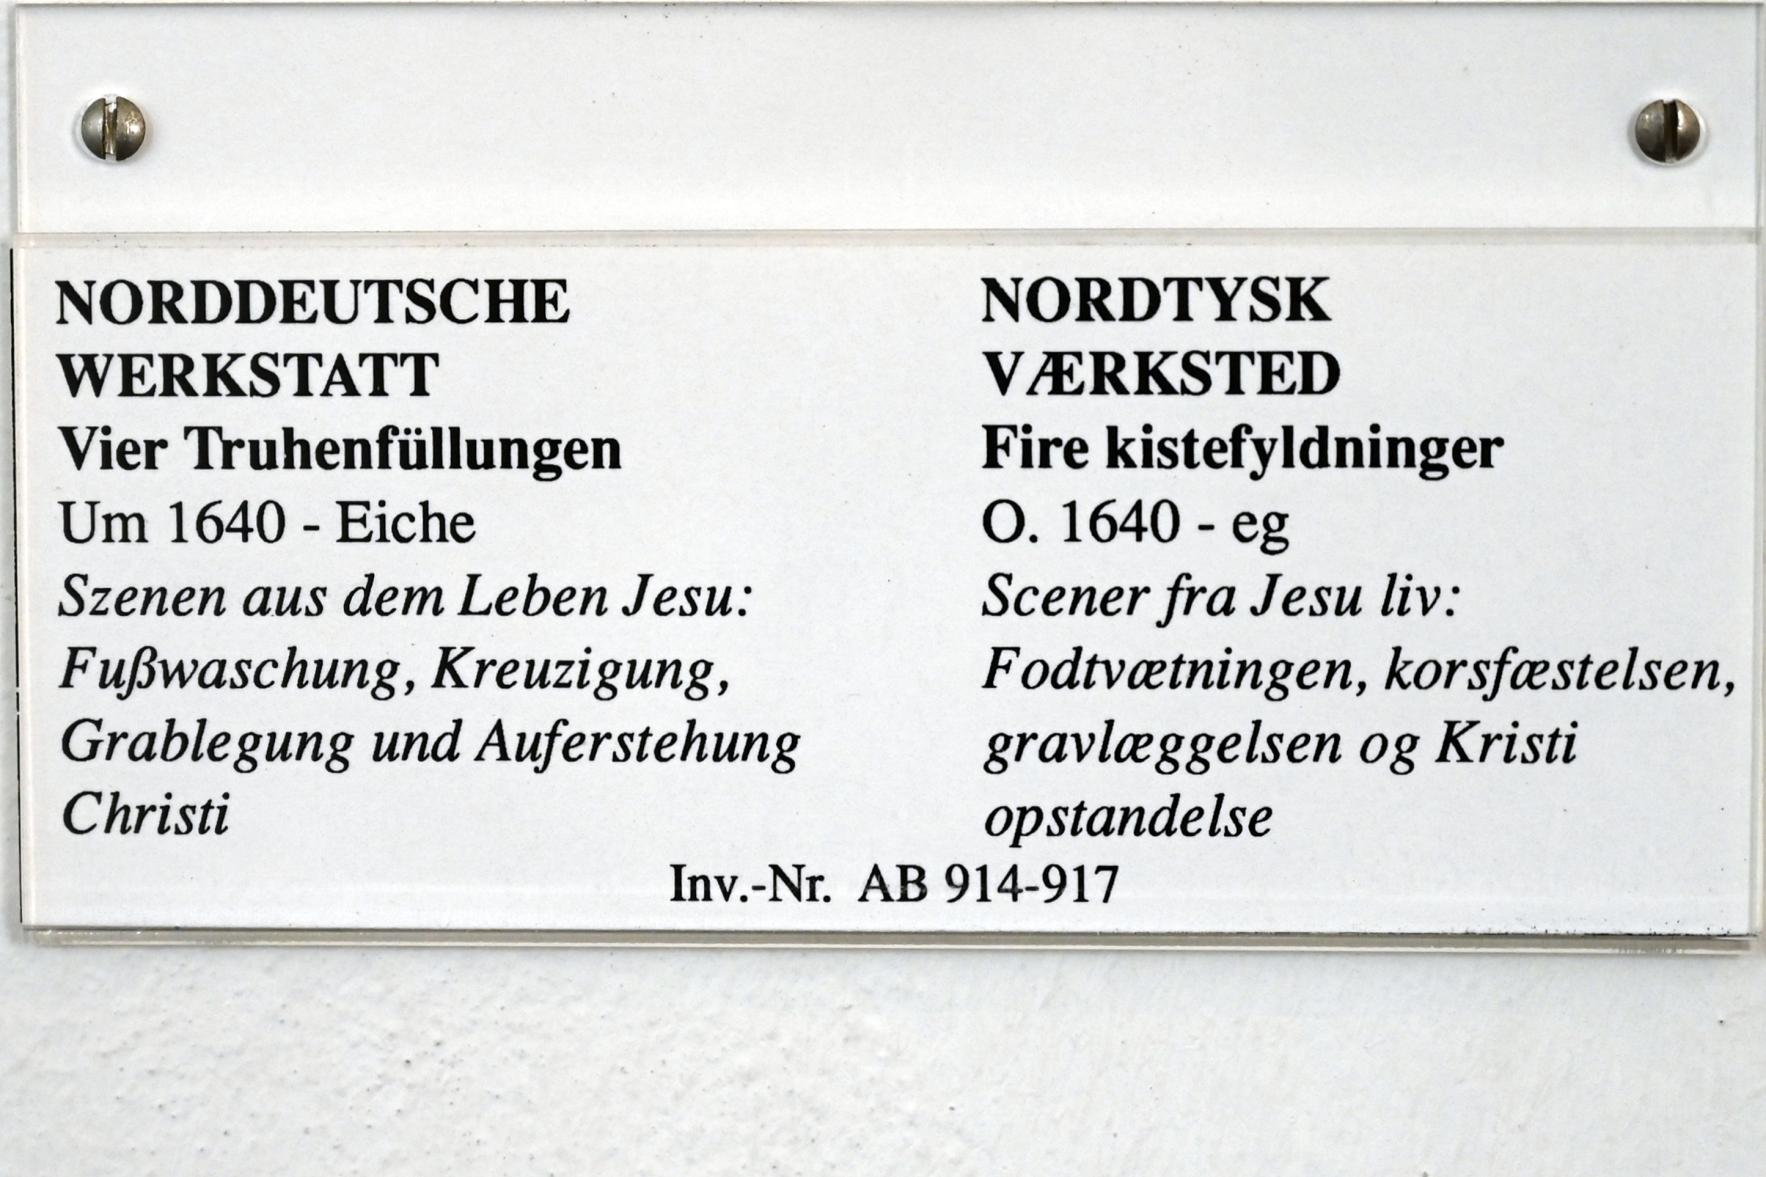 NORDDEUTSCHE
WERKSTATT
Vier Truhenfüllungen
Um 1640 - Eiche
Szenen aus dem Leben Jesu:
Fußwaschung, Kreuzigung,
Grablegung und Auferstehung
Christi
NORDTYSK
VÆRKSTED
Fire kistefyldninger
O. 1640 - eg
Scener fra Jesu liv:
Fodtvætningen, korsfæstelsen,
gravlæggelsen og Kristi
opstandelse
Inv.-Nr. AB 914-917